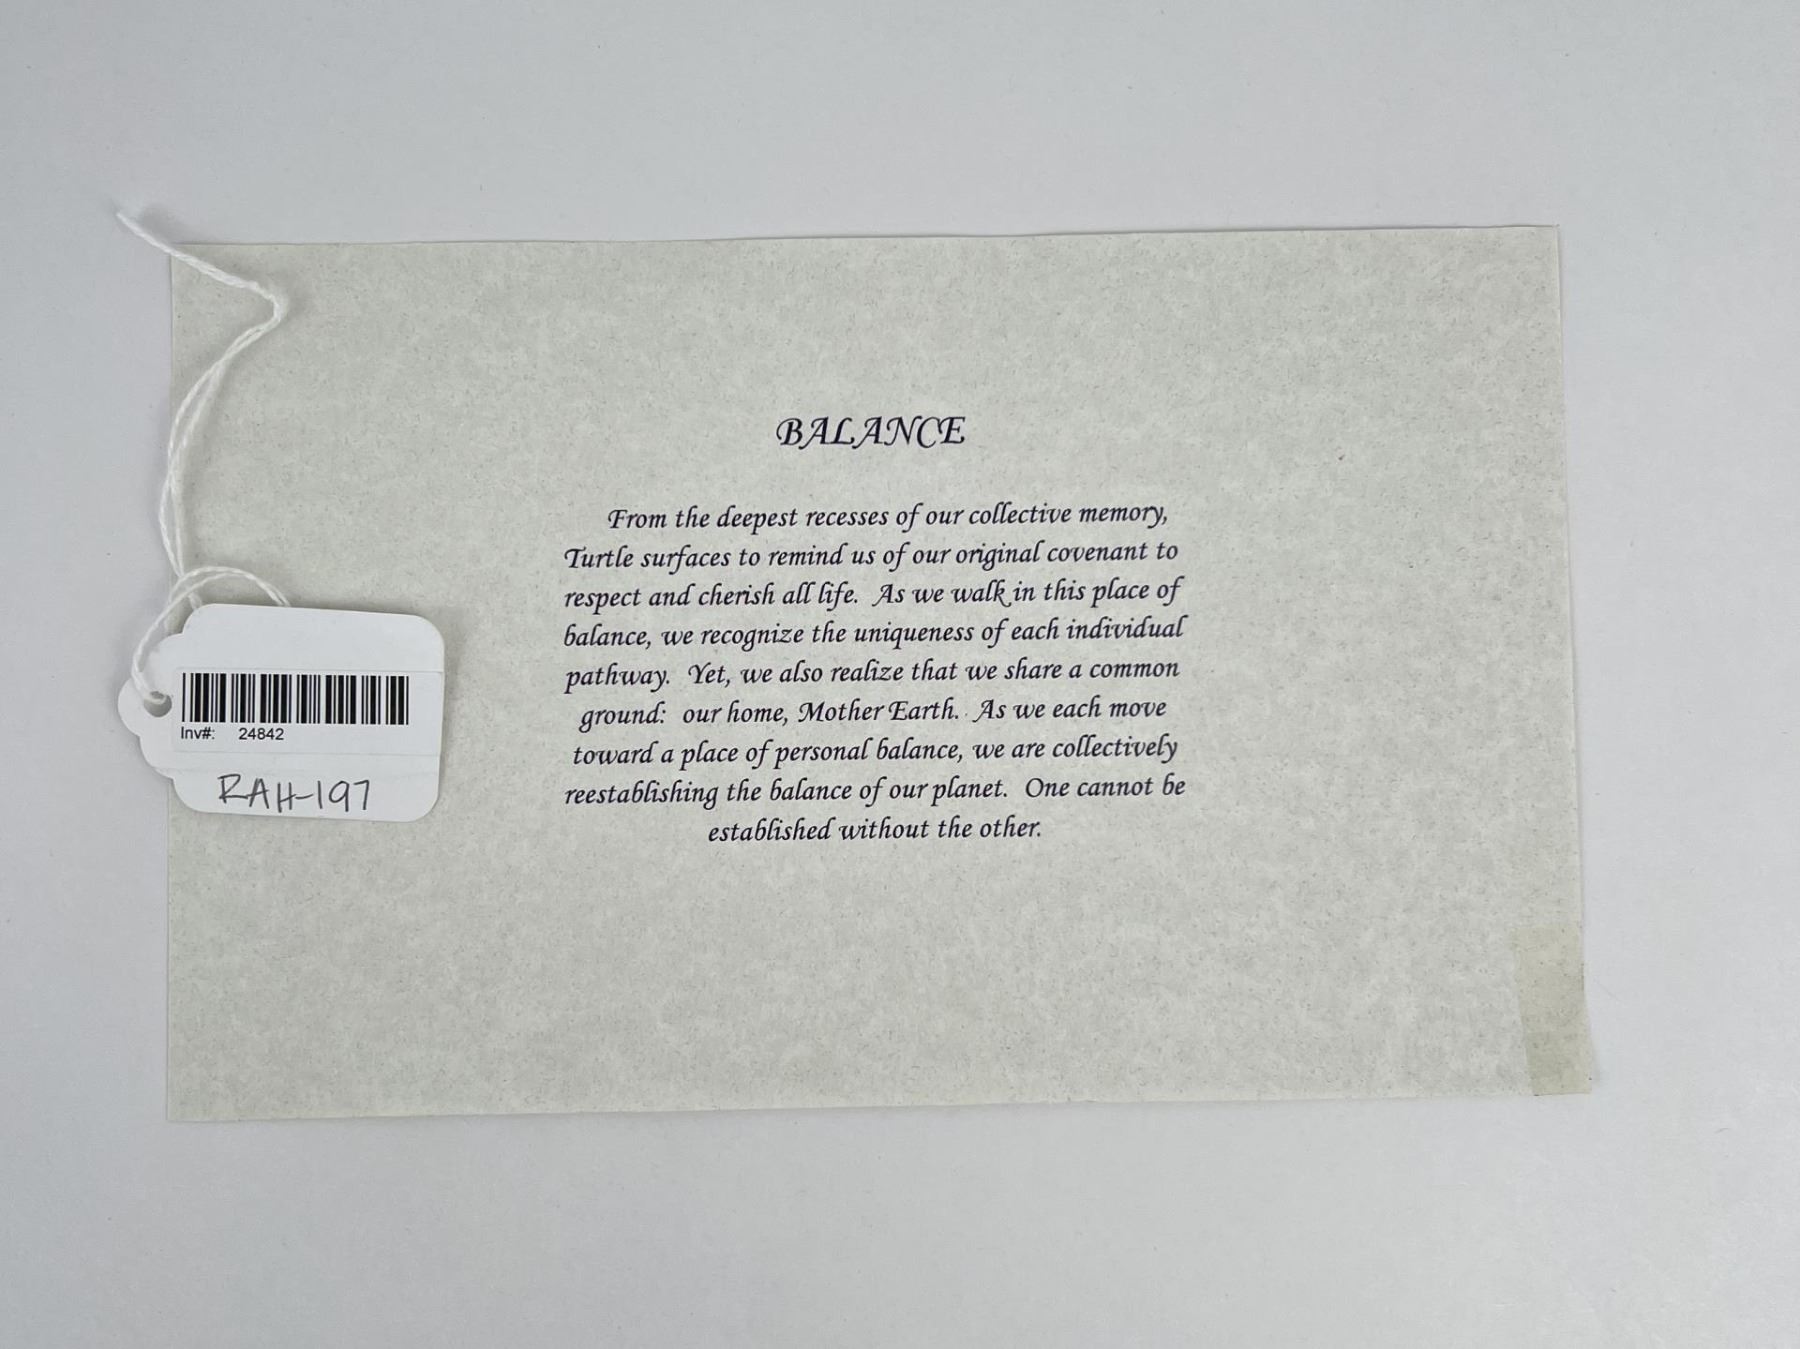 BALANCE
From the deepest recesses of our collective memory,
Turtle surfaces to remind us of our original covenant to
respect and cherish all life. As we walk in this place of
balance, we recognize the uniqueness of each individual
pathway. Yet, we also realize that we share a common
ground: our home, Mother Earth. As we each move
toward a place of personal balance, we are collectively
reestablishing the balance of our planet. One cannot be
established without the other.
Inv#: 24842
RAH-197